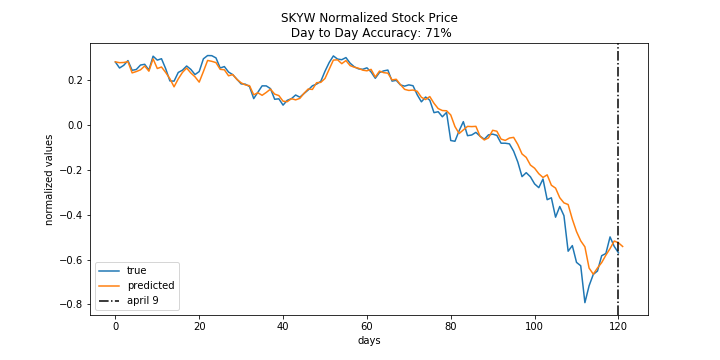 SKYW Normalized Stock Price
Day to Day Accuracy: 71%
normalized values
0.2
0.0
−0.2
−0.4
−0.6
−0.8
true
predicted
april 9
0 20 40 60 80 100 120
days